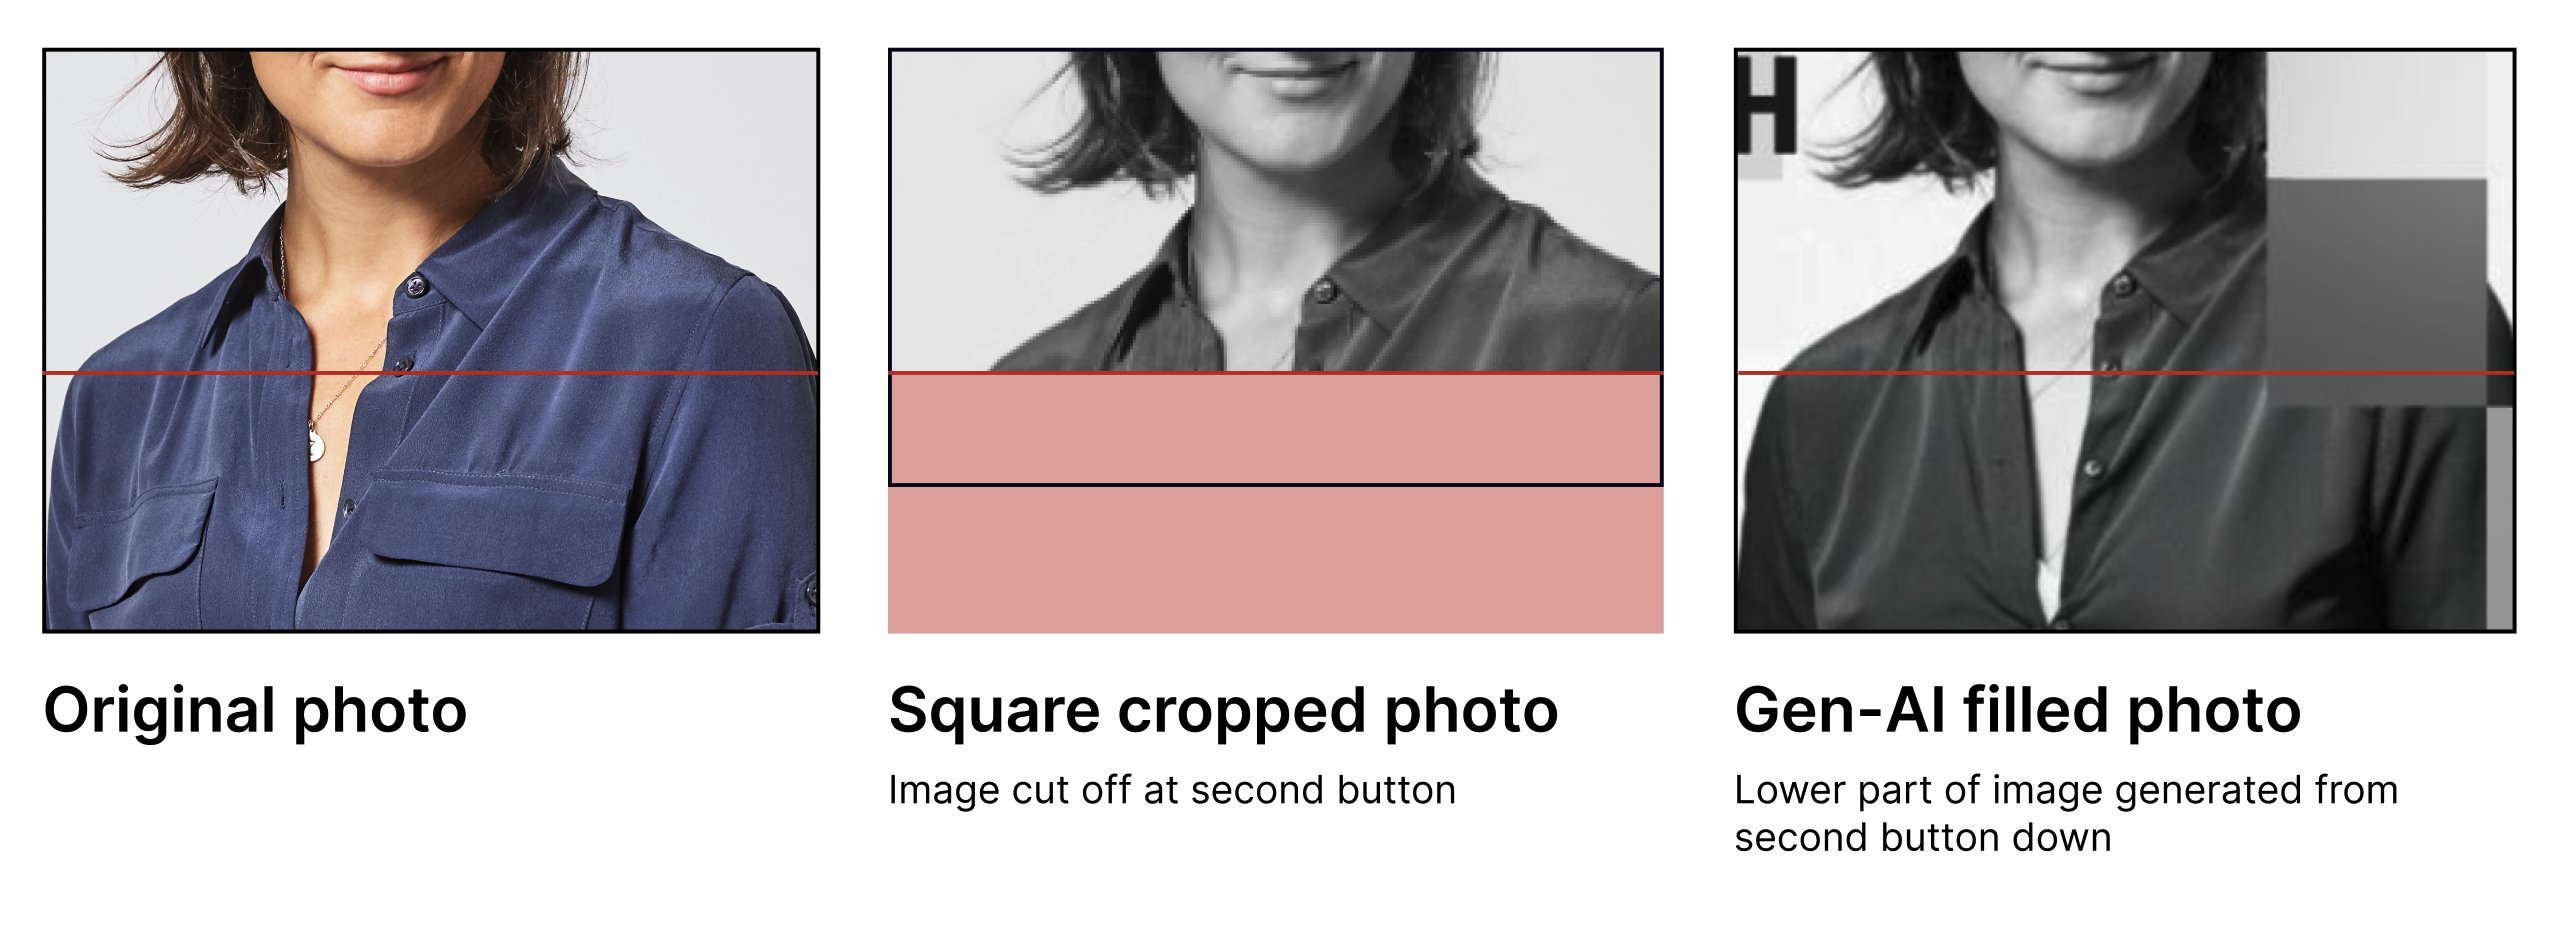 H
Original photo
Square cropped photo
Image cut off at second button
Gen-AI filled photo
Lower part of image generated from
second button down